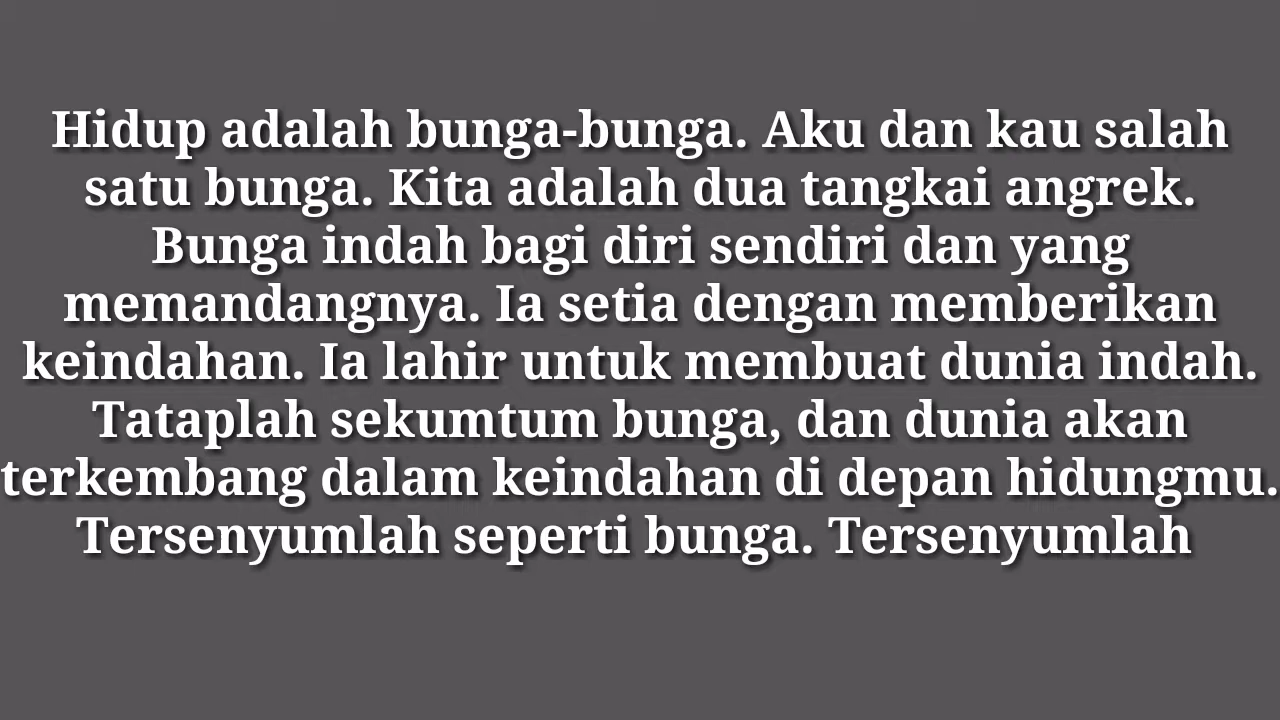 Hidup adalah bunga-bunga. Aku dan kau salah
satu bunga. Kita adalah dua tangkai angrek.
Bunga indah bagi diri sendiri dan yang
memandangnya. Ia setia dengan memberikan
keindahan. Ia lahir untuk membuat dunia indah.
Tataplah sekumtum bunga, dan dunia akan
terkembang dalam keindahan di depan hidungmu.
Tersenyumlah seperti bunga. Tersenyumlah